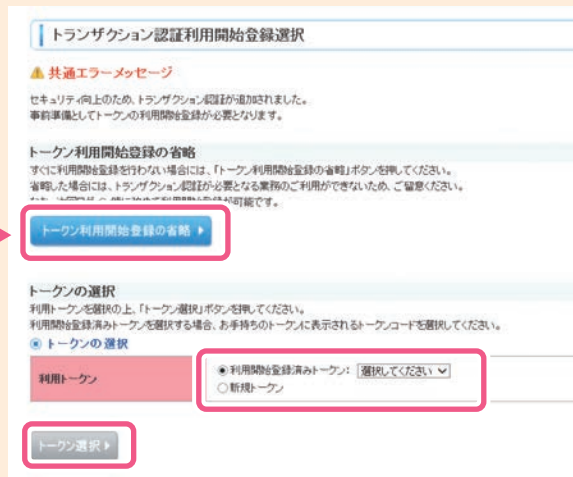 トランザクション認証利用開始登録選択
共通エラーメッセージ
セキュリティ向上のため、トランザクション認証が追加されました。
事前準備としてトークンの利用開始登録が必要となります。
トークン利用開始登録の省略
すぐに利用開始登録を行わない場合には、「トークン利用開始登録の省略」ボタンを押してください。
省略した場合には、トランザクション認証が必要となる業務のご利用ができないため、ご留意ください。
可能です。
トークン利用開始登録の省略
トークンの選択
利用トークンを選択の上、「トークン選択」ボタンを押してください。
利用開始登録済みトークンを選択する場合、お手持ちのトークンに表示されるトークンコードを選択してください。
トークンの選択
利用トークン
利用開始登録済みトークン： 選択してください
新規トークン
トークン選択